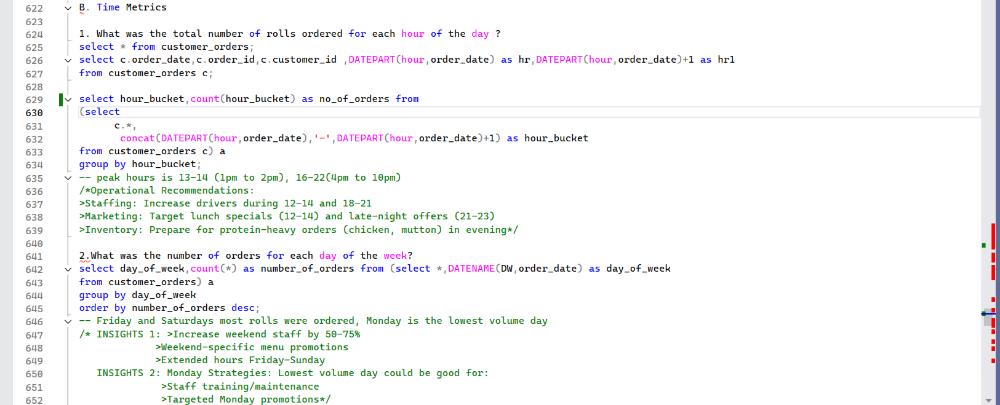 622 B. Time Metrics
623
624 1. What was the total number of rolls ordered for each hour of the day ?
625 select * from customer_orders;
626 select c.order_date,c.order_id,c.customer_id ,DATEPART(hour,order_date) as hr,DATEPART(hour,order_date)+1 as hr1
627 from customer_orders c;
628
629 select hour_bucket,count(hour_bucket) as no_of_orders from
630 (select
631 c.*,
632 concat(DATEPART(hour,order_date),'-',DATEPART(hour,order_date)+1) as hour_bucket
633 from customer_orders c) a
634 group by hour_bucket;
635 -- peak hours is 13-14 (1pm to 2pm), 16-22(4pm to 10pm)
636 /*Operational Recommendations:
637 >Staffing: Increase drivers during 12-14 and 18-21
638 >Marketing: Target lunch specials (12-14) and late-night offers (21-23)
639 >Inventory: Prepare for protein-heavy orders (chicken, mutton) in evening*/
640
641 2.What was the number of orders for each day of the week?
642 select day_of_week,count(*) as number_of_orders from (select *,DATENAME(DW,order_date) as day_of_week
643 from customer_orders) a
644 group by day_of_week
645 order by number_of_orders desc;
646 -- Friday and Saturdays most rolls were ordered, Monday is the lowest volume day
647 /* INSIGHTS 1: >Increase weekend staff by 50-75%
648 >Weekend-specific menu promotions
649 >Extended hours Friday-Sunday
650 INSIGHTS 2: Monday Strategies: Lowest volume day could be good for:
651 >Staff training/maintenance
652 >Targeted Monday promotions*/